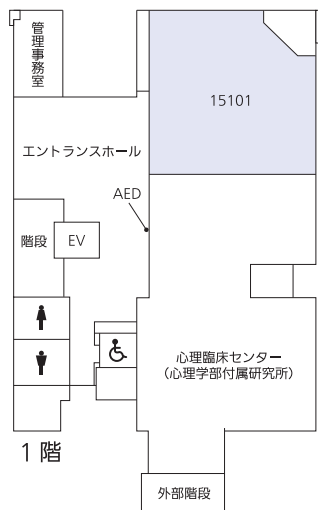 管理事務室
15101
エントランスホール
AED
階段
EV
心理臨床センター
（心理学部付属研究所）
1階
外部階段